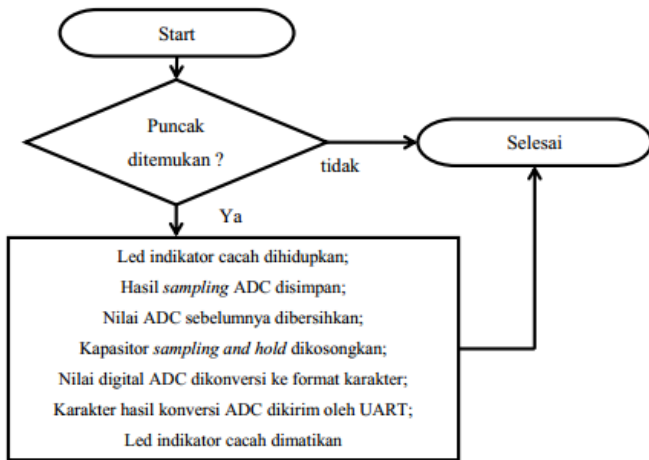 Start
Puncak
ditemukan ?
tidak
Selesai
Ya
Led indikator cacah dihidupkan;
Hasil sampling ADC disimpan;
Nilai ADC sebelumnya dibersihkan;
Kapasitor sampling and hold dikosongkan;
Nilai digital ADC dikonversi ke format karakter;
Karakter hasil konversi ADC dikirim oleh UART;
Led indikator cacah dimatikan